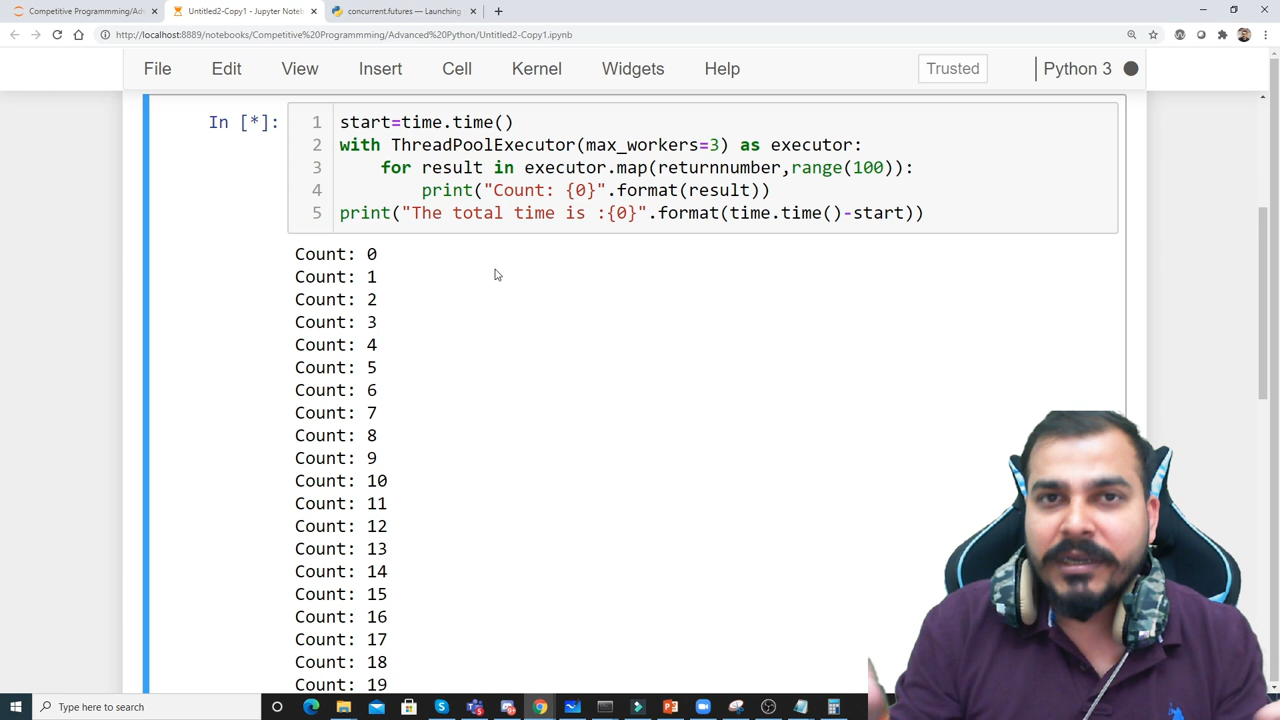 Competitive Programmming/Adv
Untitled2-Copy1 - Jupyter Noteb
concurrent.futures — Launching
http://localhost:8889/notebooks/Competitive%20Programmming/Advanced%20Python/Untitled2-Copy1.ipynb
File Edit View Insert Cell Kernel Widgets Help Trusted Python 3
In [*]:
1 start=time.time()
2 with ThreadPoolExecutor(max_workers=3) as executor:
3 for result in executor.map(returnnumber,range(100)):
4 print("Count: {0}".format(result))
5 print("The total time is :{0}".format(time.time()-start))
Count: 0
Count: 1
Count: 2
Count: 3
Count: 4
Count: 5
Count: 6
Count: 7
Count: 8
Count: 9
Count: 10
Count: 11
Count: 12
Count: 13
Count: 14
Count: 15
Count: 16
Count: 17
Count: 18
Count: 19
Type here to search